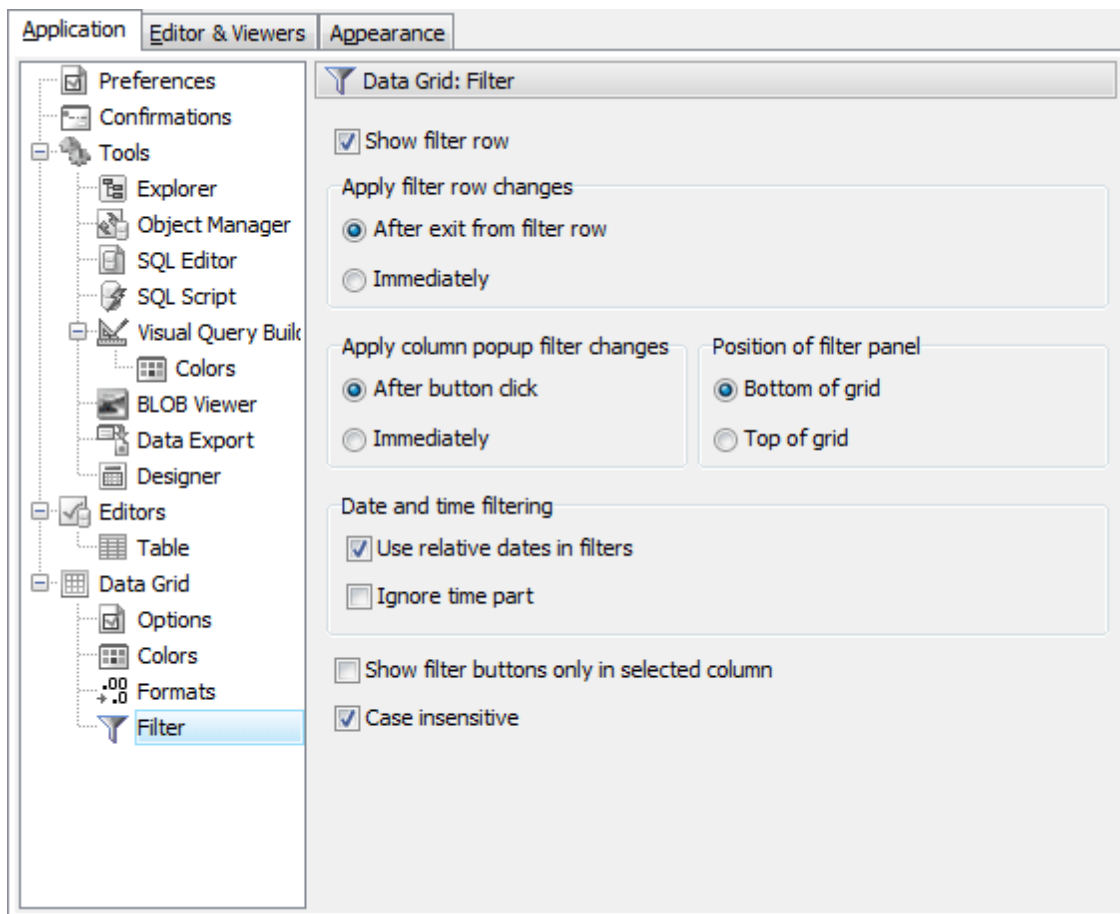 Application
Editor & Viewers
Appearance
Preferences
Confirmations
Tools
Explorer
Object Manager
SQL Editor
SQL Script
Visual Query Builc
Colors
BLOB Viewer
Data Export
Designer
Editors
Table
Data Grid
Options
Colors
Formats
Filter
Data Grid: Filter
Show filter row
Apply filter row changes
After exit from filter row
Immediately
Apply column popup filter changes
After button click
Immediately
Position of filter panel
Bottom of grid
Top of grid
Date and time filtering
Use relative dates in filters
Ignore time part
Show filter buttons only in selected column
Case insensitive